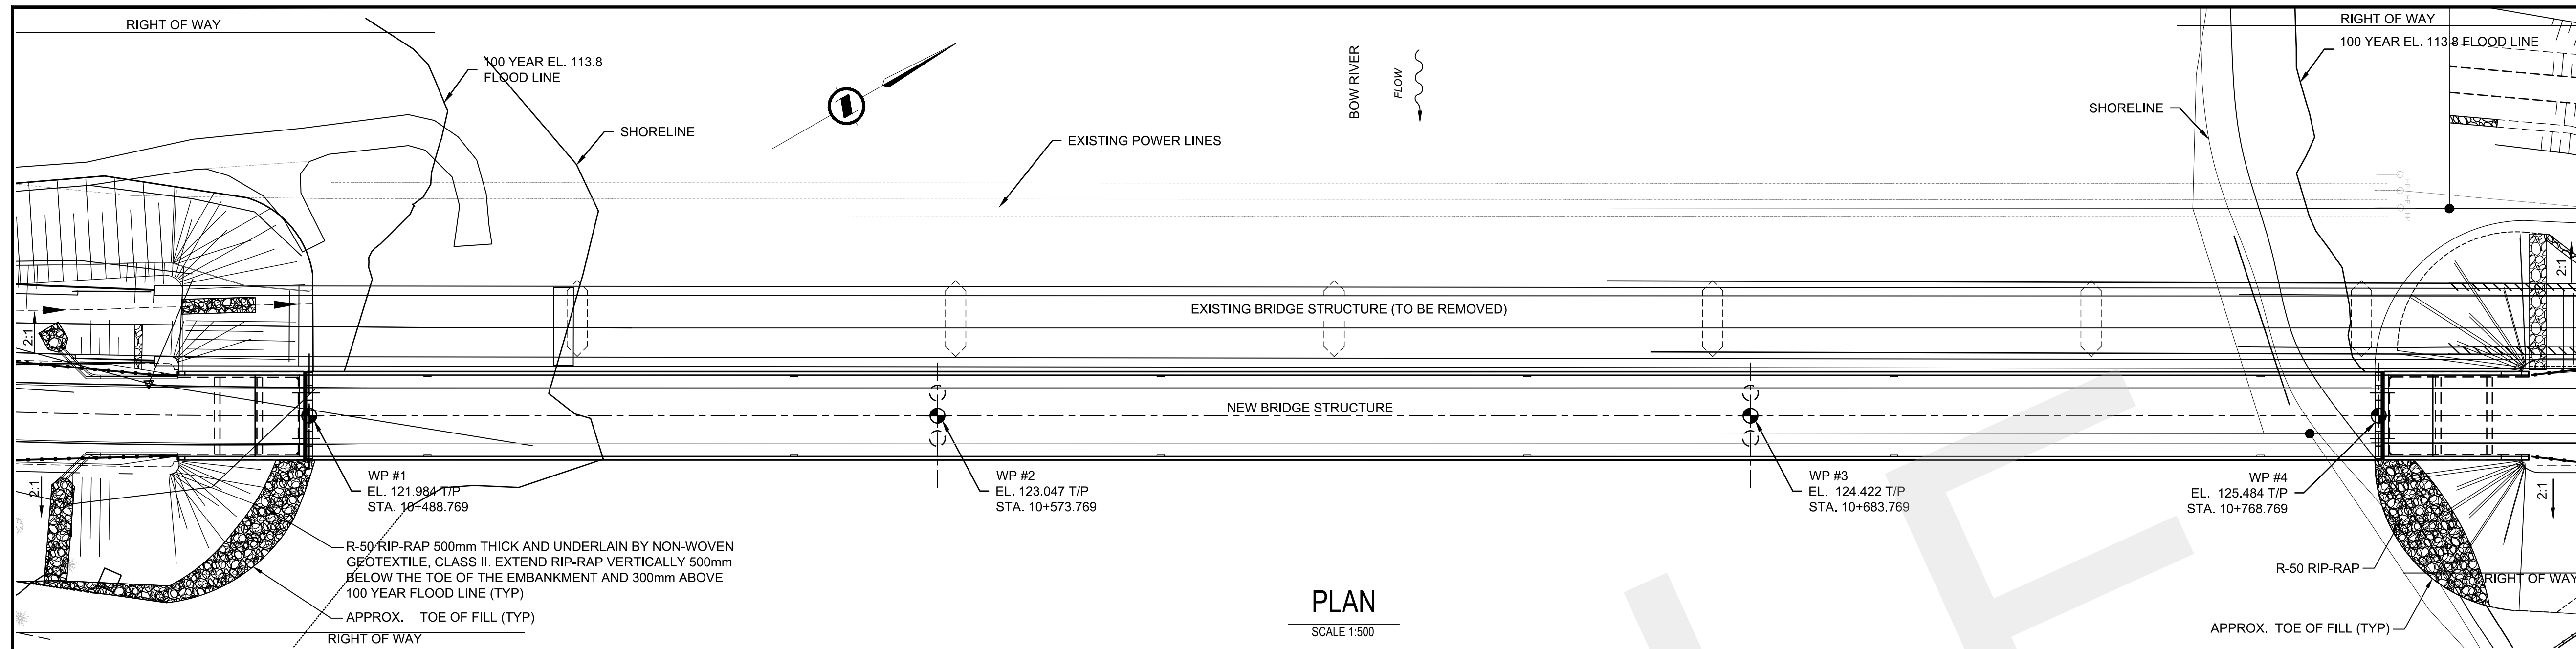 RIGHT OF WAY
100 YEAR EL. 113.8
FLOOD LINE
SHORELINE
EXISTING POWER LINES
BOW RIVER
FLOW
RIGHT OF WAY
100 YEAR EL. 113.8 FLOOD LINE
SHORELINE
2:1
2:1
EXISTING BRIDGE STRUCTURE (TO BE REMOVED)
NEW BRIDGE STRUCTURE
WP #1
EL. 121.984 T/P
STA. 10+488.769
WP #2
EL. 123.047 T/P
STA. 10+573.769
WP #3
EL. 124.422 T/P
STA. 10+683.769
WP #4
EL. 125.484 T/P
STA. 10+768.769
2:1
2:1
R-50 RIP-RAP 500mm THICK AND UNDERLAIN BY NON-WOVEN
GEOTEXTILE, CLASS II. EXTEND RIP-RAP VERTICALLY 500mm
BELOW THE TOE OF THE EMBANKMENT AND 300mm ABOVE
100 YEAR FLOOD LINE (TYP)
APPROX. TOE OF FILL (TYP)
RIGHT OF WAY
PLAN
SCALE 1:500
R-50 RIP-RAP
RIGHT OF WAY
APPROX. TOE OF FILL (TYP)